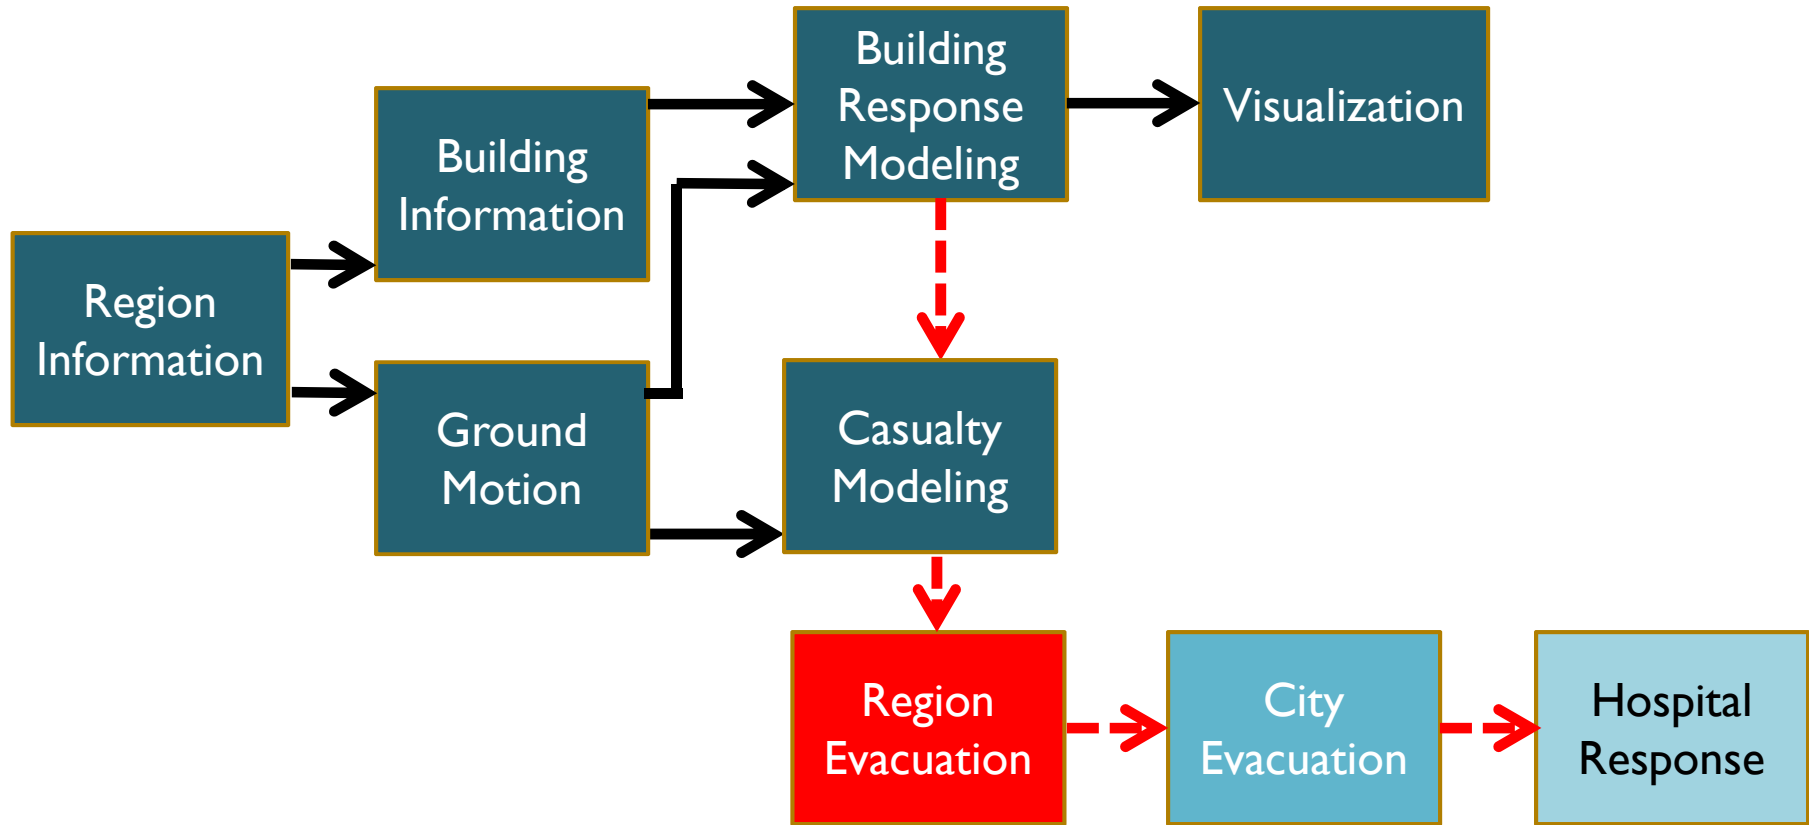 Building
Response
Modeling
Visualization
Building
Information
Region
Information
Ground
Motion
Casualty
Modeling
Region
Evacuation
City
Evacuation
Hospital
Response